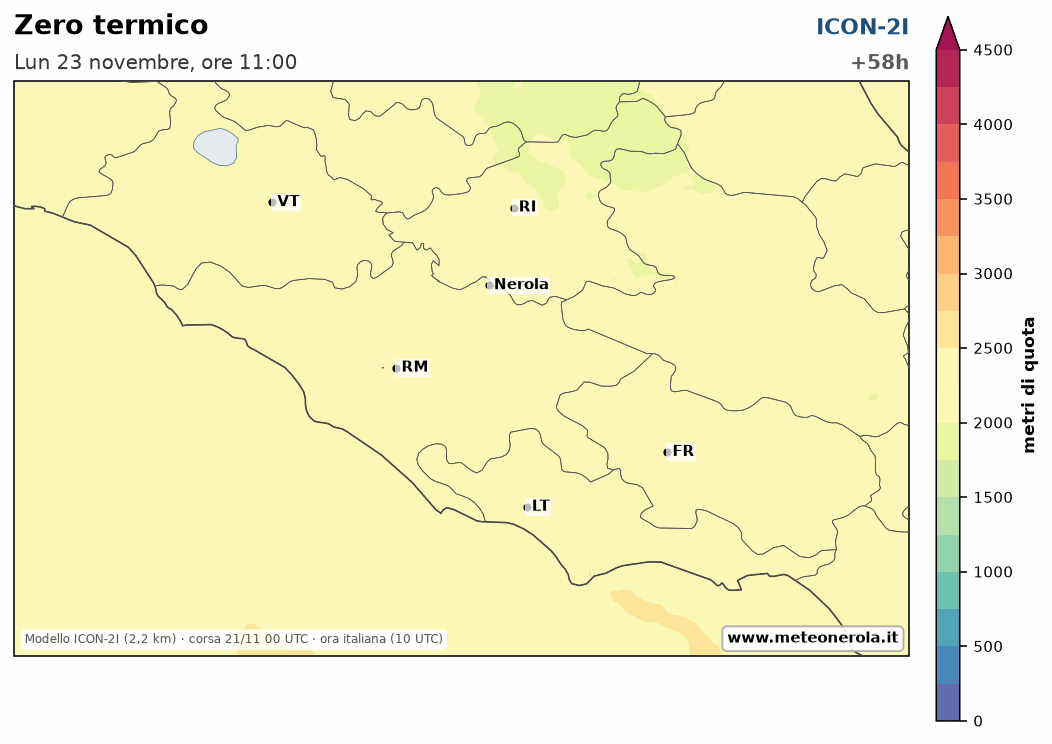 Zero termico
ICON-2I
Lun 23 novembre, ore 11:00
+58h
4500
4000
3500
3000
2500
2000
1500
1000
500
0
metri di quota
VT
RI
Nerola
RM
FR
LT
Modello ICON-2I (2,2 km) · corsa 21/11 00 UTC · ora italiana (10 UTC)
www.meteonerola.it